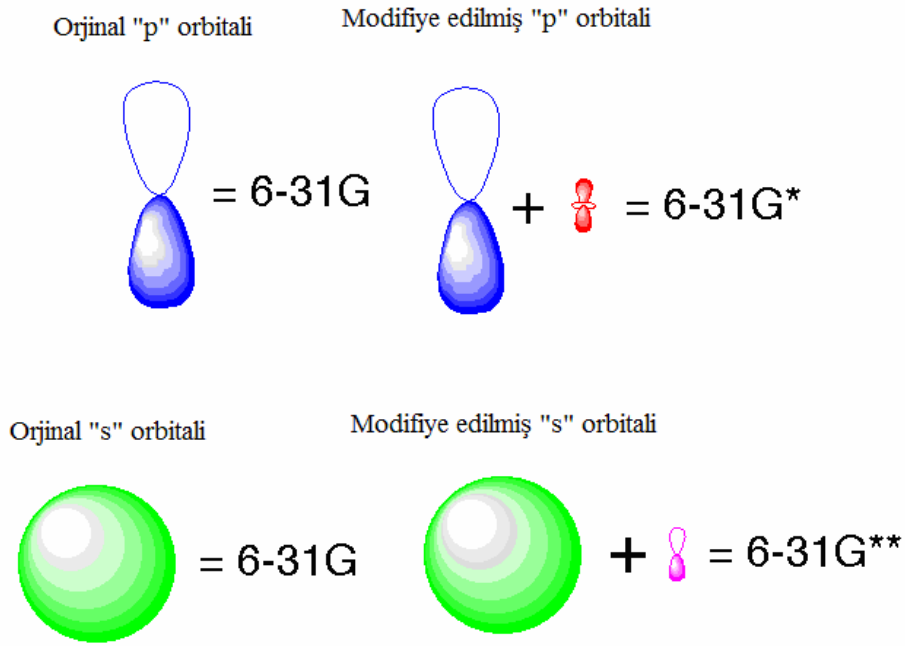 Orjinal "p" orbitali
Modifiye edilmiş "p" orbitali
= 6-31G
+
= 6-31G*
Orjinal "s" orbitali
Modifiye edilmiş "s" orbitali
= 6-31G
+
= 6-31G**